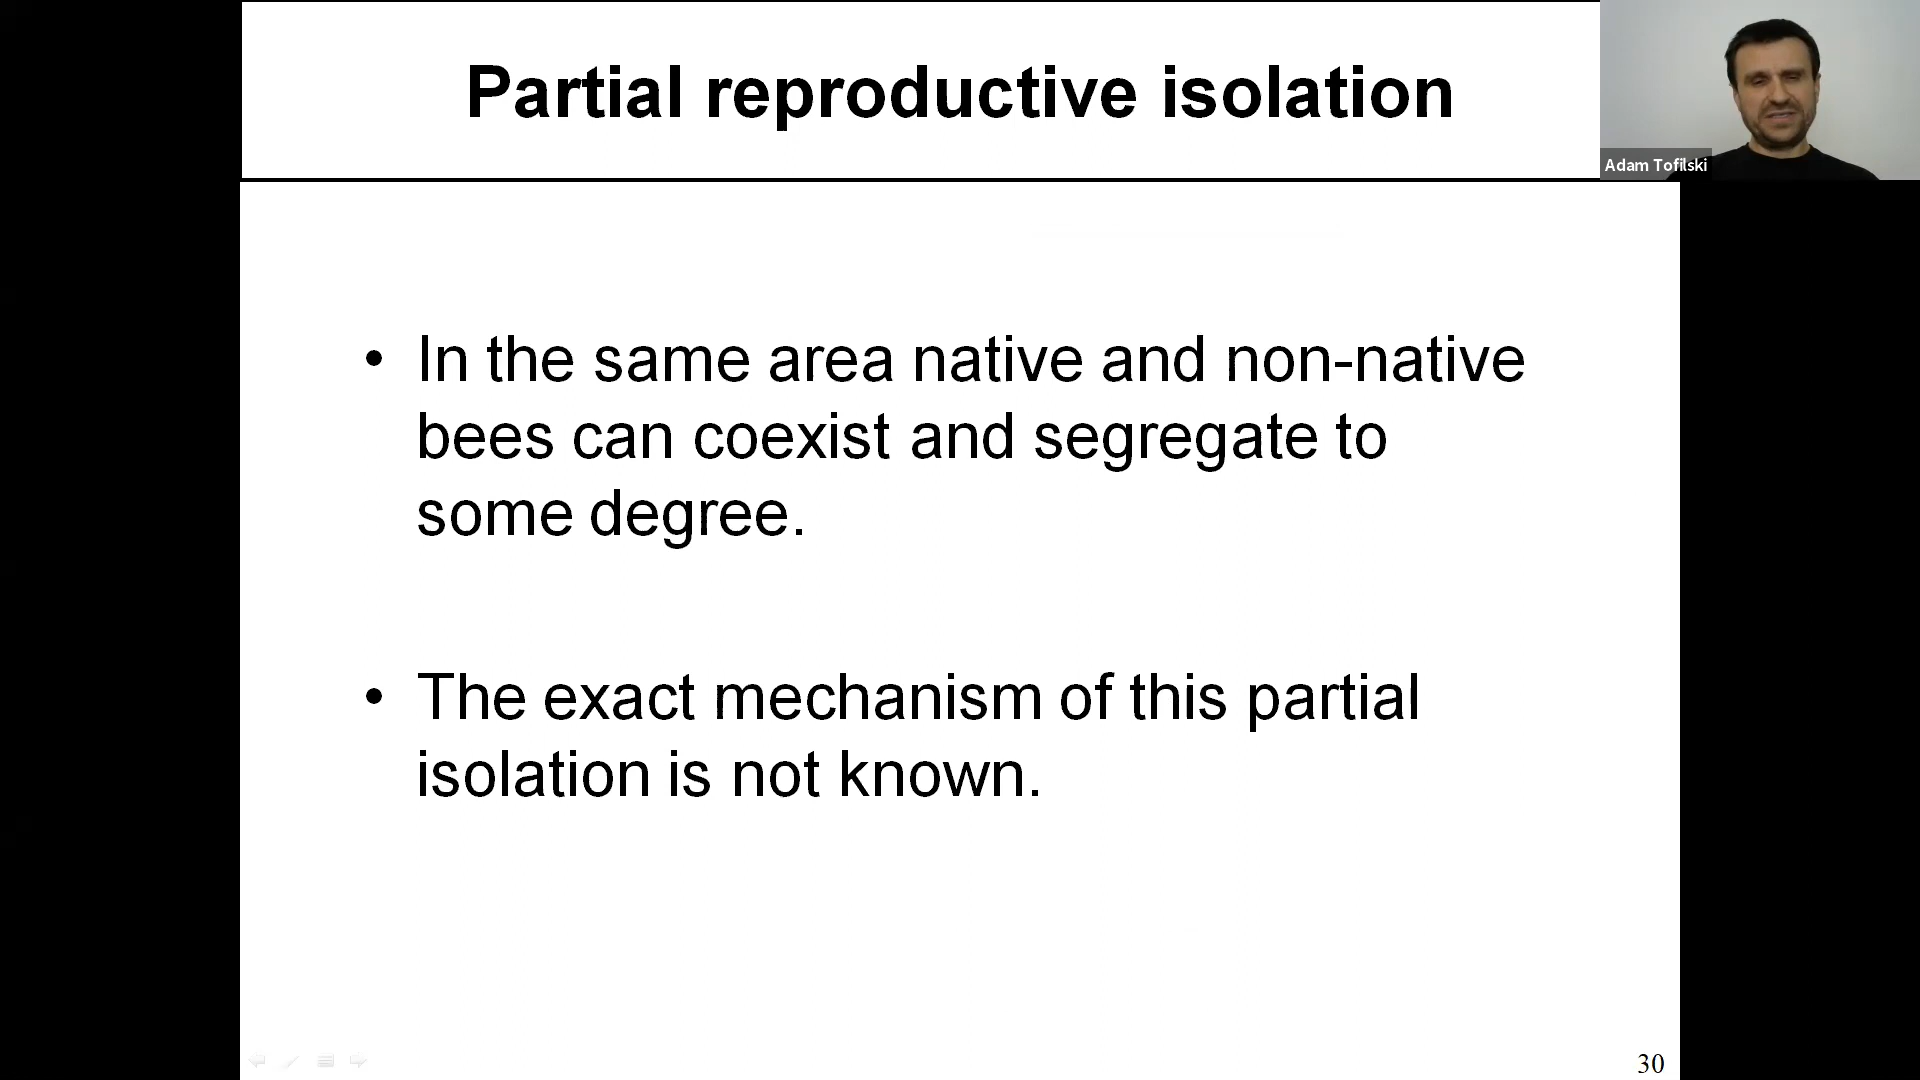 Partial reproductive isolation
Adam Tofilski
• In the same area native and non-native
bees can coexist and segregate to
some degree.
• The exact mechanism of this partial
isolation is not known.
30